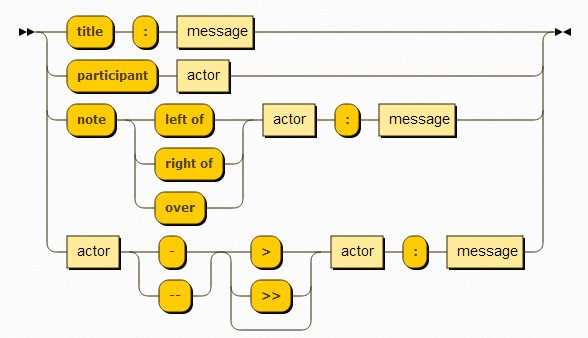 title : message
participant actor
note left of actor : message
right of
over
actor - > actor : message
-- >>